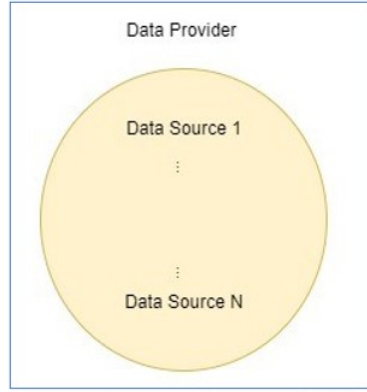 Data Provider
Data Source 1
⋮
⋮
Data Source N